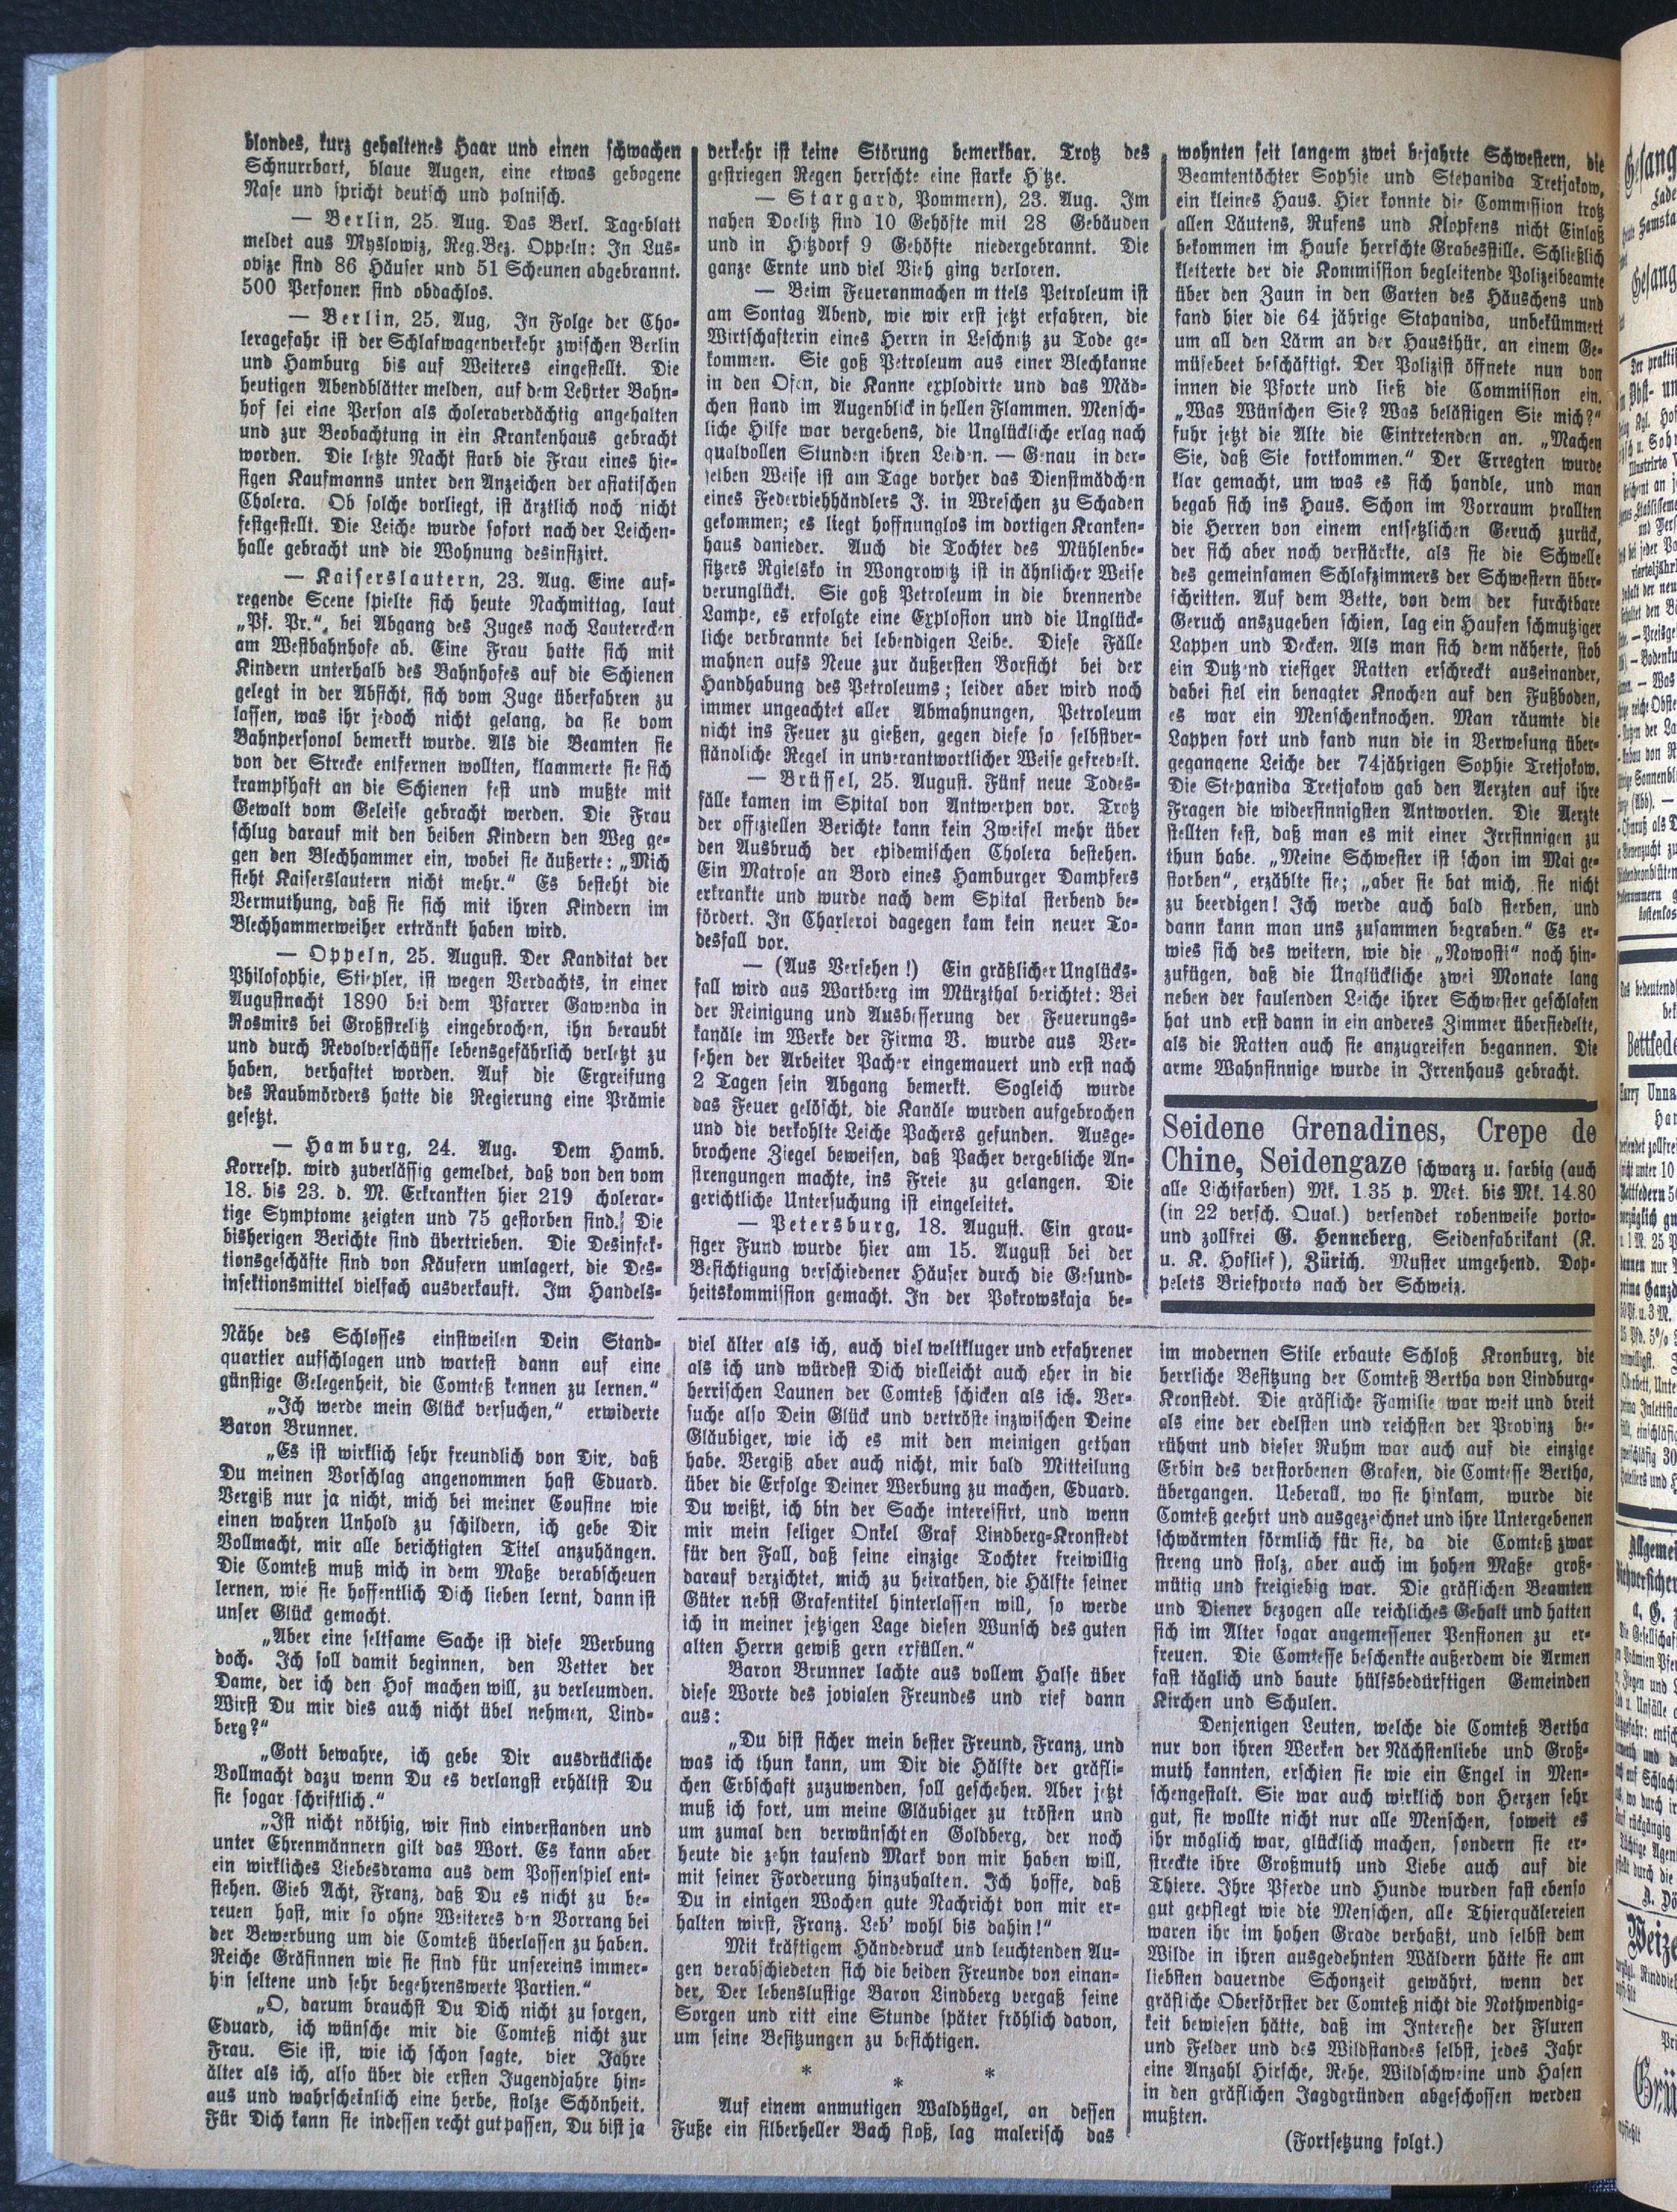 blondes, kurz gehaltenes Haar und einen schwachen
Schnurrbart, blaue Augen, eine etwas gebogene
Nase und spricht deutsch und polnisch.
— Berlin, 25. Aug. Das Berl. Tageblatt
meldet aus Myslowiz, Reg.Bez. Oppeln: In Lus-
obize sind 86 Häuser und 51 Scheunen abgebrannt.
500 Personen sind obdachlos.
— Berlin, 25. Aug. In Folge der Cho-
leragefahr ist der Schlafwagenverkehr zwischen Berlin
und Hamburg bis auf Weiteres eingestellt. Die
heutigen Abendblätter melden, auf dem Lehrter Bahn-
hof sei eine Person als choleraverdächtig angehalten
und zur Beobachtung in ein Krankenhaus gebracht
worden. Die letzte Nacht starb die Frau eines hie-
sigen Kaufmanns unter den Anzeichen der asiatischen
Cholera. Ob solche vorliegt, ist ärztlich noch nicht
festgestellt. Die Leiche wurde sofort nach der Leichen-
halle gebracht und die Wohnung desinfizirt.
— Kaiserslautern, 23. Aug. Eine auf-
regende Scene spielte sich heute Nachmittag, laut
„Pf. Pr.“, bei Abgang des Zuges nach Lauterecken
am Westbahnhofe ab. Eine Frau hatte sich mit
Kindern unterhalb des Bahnhofes auf die Schienen
gelegt in der Absicht, sich vom Zuge überfahren zu
lassen, was ihr jedoch nicht gelang, da sie vom
Bahnpersonol bemerkt wurde. Als die Beamten sie
von der Strecke entfernen wollten, klammerte sie sich
krampfhaft an die Schienen fest und mußte mit
Gewalt vom Geleise gebracht werden. Die Frau
schlug darauf mit den beiben Kindern den Weg ge-
gen den Blechhammer ein, wobei sie äußerte: „Mich
sieht Kaiserslautern nicht mehr.“ Es besteht die
Vermuthung, daß sie sich mit ihren Kindern im
Blechhammerweiher ertränkt haben wird.
— Oppeln, 25. August. Der Kanditat der
Philosophie, Stiepler, ist wegen Verdachts, in einer
Augustnacht 1890 bei dem Pfarrer Gawenda in
Rosmirs bei Großstrelitz eingebrochen, ihn beraubt
und durch Revolverschüsse lebensgefährlich verletzt zu
haben, verhaftet worden. Auf die Ergreifung
des Raubmörders hatte die Regierung eine Prämie
gesetzt.
— Hamburg, 24. Aug. Dem Hamb.
Korresp. wird zuverlässig gemeldet, daß von den vom
18. bis 23. d. M. Erkrankten hier 219 cholerar-
tige Symptome zeigten und 75 gestorben sind. Die
bisherigen Berichte sind übertrieben. Die Desinfek-
tionsgeschäfte sind von Käufern umlagert, die Des-
infektionsmittel vielfach ausverkauft. Im Handels-
verkehr ist keine Störung bemerkbar. Trotz des
gestriegen Regen herrschte eine starke Hitze.
— Stargard, Pommern), 23. Aug. Im
nahen Doelitz sind 10 Gehöfte mit 28 Gebäuden
und in Hitzdorf 9 Gehöfte niedergebrannt. Die
ganze Ernte und viel Vieh ging verloren.
— Beim Feueranmachen mittels Petroleum ist
am Sontag Abend, wie wir erst jetzt erfahren, die
Wirtschafterin eines Herrn in Leschnitz zu Tode ge-
kommen. Sie goß Petroleum aus einer Blechkanne
in den Ofen, die Kanne explodirte und das Mäd-
chen stand im Augenblick in hellen Flammen. Mensch-
liche Hilfe war vergebens, die Unglückliche erlag nach
qualvollen Stunden ihren Leiden. — Genau in der-
selben Weise ist am Tage vorher das Dienstmädchen
eines Federviehhändlers J. in Wreschen zu Schaden
gekommen; es liegt hoffnunglos im dortigen Kranken-
haus danieder. Auch die Tochter des Mühlenbe-
sitzers Rgielsko in Wongrowitz ist in ähnlicher Weise
verunglückt. Sie goß Petroleum in die brennende
Lampe, es erfolgte eine Explosion und die Unglück-
liche verbrannte bei lebendigen Leibe. Diese Fälle
mahnen aufs Neue zur äußersten Vorsicht bei der
Handhabung des Petroleums; leider aber wird noch
immer ungeachtet aller Abmahnungen, Petroleum
nicht ins Feuer zu gießen, gegen diese so selbstver-
ständliche Regel in unverantwortlicher Weise gefrevelt.
— Brüssel, 25. August. Fünf neue Todes-
fälle kamen im Spital von Antwerpen vor. Trotz
der offiziellen Berichte kann kein Zweifel mehr über
den Ausbruch der epidemischen Cholera bestehen.
Ein Matrose an Bord eines Hamburger Dampfers
erkrankte und wurde nach dem Spital sterbend be-
fördert. In Charleroi dagegen kam kein neuer To-
desfall vor.
— (Aus Versehen!) Ein gräßlicher Unglücks-
fall wird aus Wartberg im Mürzthal berichtet: Bei
der Reinigung und Ausbesserung der Feuerungs-
kanäle im Werke der Firma V. wurde aus Ver-
sehen der Arbeiter Pacher eingemauert und erst nach
2 Tagen sein Abgang bemerkt. Sogleich wurde
das Feuer gelöscht, die Kanäle wurden aufgebrochen
und die verkohlte Leiche Pachers gefunden. Ausge-
brochene Ziegel beweisen, daß Pacher vergebliche An-
strengungen machte, ins Freie zu gelangen. Die
gerichtliche Untersuchung ist eingeleitet.
— Petersburg, 18. August. Ein grau-
siger Fund wurde hier am 15. August bei der
Besichtigung verschiedener Häuser durch die Gesund-
heitskommission gemacht. In der Pokrowskaja be-
wohnten seit langem zwei bejahrte Schwestern, die
Beamtentöchter Sophie und Stepanida Tretjakow,
ein kleines Haus. Hier konnte die Commission trotz
allen Läutens, Rufens und Klopfens nicht Einlaß
bekommen im Hause herrschte Grabesstille. Schließlich
kletterte der die Kommission begleitende Polizeibeamte
über den Zaun in den Garten des Häuschens und
fand hier die 64 jährige Stapanida, unbekümmert
um all den Lärm an der Hausthür, an einem Ge-
müsebeet beschäftigt. Der Polizist öffnete nun von
innen die Pforte und ließ die Commission ein.
„Was Wünschen Sie? Was belästigen Sie mich?“
fuhr jetzt die Alte die Eintretenden an. „Machen
Sie, daß Sie fortkommen.“ Der Erregten wurde
klar gemacht, um was es sich handle, und man
begab sich ins Haus. Schon im Vorraum prallten
die Herren von einem entsetzlichen Geruch zurück,
der sich aber noch verstärkte, als sie die Schwelle
des gemeinsamen Schlafzimmers der Schwestern über-
schritten. Auf dem Bette, von dem der furchtbare
Geruch anszugeben schien, lag ein Haufen schmutziger
Lappen und Decken. Als man sich dem näherte, stob
ein Dutzend riesiger Ratten erschreckt auseinander,
dabei fiel ein benagter Knochen auf den Fußboden,
es war ein Menschenknochen. Man räumte die
Lappen fort und fand nun die in Verwesung über-
gegangene Leiche der 74jährigen Sophie Tretjokow.
Die Stepanida Tretjakow gab den Aerzten auf ihre
Fragen die widersinnigsten Antworten. Die Aerzte
stellten fest, daß man es mit einer Irrsinnigen zu
thun habe. „Meine Schwester ist schon im Mai ge-
storben“, erzählte sie; „aber sie bat mich, sie nicht
zu beerdigen! Ich werde auch bald sterben, und
dann kann man uns zusammen begraben.“ Es er-
wies sich des weitern, wie die „Nowosti“ noch hin-
zufügen, daß die Unglückliche zwei Monate lang
neben der faulenden Leiche ihrer Schwester geschlafen
hat und erst dann in ein anderes Zimmer übersiedelte,
als die Ratten auch sie anzugreifen begannen. Die
arme Wahnsinnige wurde in Irrenhaus gebracht.
Seidene Grenadines, Crepe de
Chine, Seidengaze schwarz u. farbig (auch
alle Lichtfarben) Mk. 1.35 p. Met. bis Mk. 14.80
(in 22 versch. Qual.) versendet robenweise porto-
und zollfrei G. Henneberg, Seidenfabrikant (K.
u. K. Hoflief.), Zürich. Muster umgehend. Dop-
pelets Briefporto nach der Schweiz.
Nähe des Schlosses einstweilen Dein Stand-
quartier aufschlagen und wartest dann auf eine
günstige Gelegenheit, die Comteß kennen zu lernen.“
„Ich werde mein Glück versuchen,“ erwiderte
Baron Brunner.
„Es ist wirklich sehr freundlich von Dir, daß
Du meinen Vorschlag angenommen hast Eduard.
Vergiß nur ja nicht, mich bei meiner Cousine wie
einen wahren Unhold zu schildern, ich gebe Dir
Vollmacht, mir alle berichtigten Titel anzuhängen.
Die Comteß muß mich in dem Maße verabscheuen
lernen, wie sie hoffentlich Dich lieben lernt, dann ist
unser Glück gemacht.
„Aber eine seltsame Sache ist diese Werbung
doch. Ich soll damit beginnen, den Vetter der
Dame, der ich den Hof machen will, zu verleumden.
Wirst Du mir dies auch nicht übel nehmen, Lind-
berg?“
„Gott bewahre, ich gebe Dir ausdrückliche
Vollmacht dazu wenn Du es verlangst erhältst Du
sie sogar schriftlich.“
„Ist nicht nöthig, wir sind einverstanden und
unter Ehrenmännern gilt das Wort. Es kann aber
ein wirkliches Liebesdrama aus dem Possenspiel ent-
stehen. Gieb Acht, Franz, daß Du es nicht zu be-
reuen hast, mir so ohne Weiteres den Vorrang bei
der Bewerbung um die Comteß überlassen zu haben.
Reiche Gräfinnen wie sie sind für unsereins immer-
hin seltene und sehr begehrenswerte Partien.“
„O, darum brauchst Du Dich nicht zu sorgen,
Eduard, ich wünsche mir die Comteß nicht zur
Frau. Sie ist, wie ich schon sagte, vier Jahre
älter als ich, also über die ersten Jugendjahre hin-
aus und wahrscheinlich eine herbe, stolze Schönheit.
Für Dich kann sie indessen recht gut passen, Du bist ja
viel älter als ich, auch viel weltkluger und erfahrener
als ich und würdest Dich vielleicht auch eher in die
herrischen Launen der Comteß schicken als ich. Ver-
suche also Dein Glück und vertröste inzwischen Deine
Gläubiger, wie ich es mit den meinigen gethan
habe. Vergiß aber auch nicht, mir bald Mitteilung
über die Erfolge Deiner Werbung zu machen, Eduard.
Du weißt, ich bin der Sache interessirt, und wenn
mir mein seliger Onkel Graf Lindberg-Kronstedt
für den Fall, daß seine einzige Tochter freiwillig
darauf verzichtet, mich zu heirathen, die Hälfte seiner
Güter nebst Grafentitel hinterlassen will, so werde
ich in meiner jetzigen Lage diesen Wunsch des guten
alten Herrn gewiß gern erfüllen.“
Baron Brunner lachte aus vollem Halse über
diese Worte des jovialen Freundes und rief dann
aus:
„Du bist sicher mein bester Freund, Franz, und
was ich thun kann, um Dir die Hälfte der gräfli-
chen Erbschaft zuzuwenden, soll geschehen. Aber jetzt
muß ich fort, um meine Gläubiger zu trösten und
um zumal den verwünschten Goldberg, der noch
heute die zehn tausend Mark von mir haben will,
mit seiner Forderung hinzuhalten. Ich hoffe, daß
Du in einigen Wochen gute Nachricht von mir er-
halten wirst, Franz. Leb’ wohl bis dahin!“
Mit kräftigem Händedruck und leuchtenden Au-
gen verabschiedeten sich die beiden Freunde von einan-
der. Der lebenslustige Baron Lindberg vergaß seine
Sorgen und ritt eine Stunde später fröhlich davon,
um seine Besitzungen zu besichtigen.
* * *
Auf einem anmutigen Waldhügel, an dessen
Fuße ein silberheller Bach floß, lag malerisch das
im modernen Stile erbaute Schloß Kronburg, die
herrliche Besitzung der Comteß Bertha von Lindburg-
Kronstedt. Die gräfliche Familie war weit und breit
als eine der edelsten und reichsten der Provinz be-
rühmt und dieser Ruhm war auch auf die einzige
Erbin des verstorbenen Grafen, die Comtesse Bertha,
übergangen. Ueberall, wo sie hinkam, wurde die
Comteß geehrt und ausgezeichnet und ihre Untergebenen
schwärmten förmlich für sie, da die Comteß zwar
streng und stolz, aber auch im hohen Maße groß-
mütig und freigiebig war. Die gräflichen Beamten
und Diener bezogen alle reichliches Gehalt und hatten
sich im Alter sogar angemessener Pensionen zu er-
freuen. Die Comtesse beschenkte außerdem die Armen
fast täglich und baute hülfsbedürftigen Gemeinden
Kirchen und Schulen.
Denjenigen Leuten, welche die Comteß Bertha
nur von ihren Werken der Nächstenliebe und Groß-
muth kannten, erschien sie wie ein Engel in Men-
schengestalt. Sie war auch wirklich von Herzen sehr
gut, sie wollte nicht nur alle Menschen, soweit es
ihr möglich war, glücklich machen, sondern sie er-
streckte ihre Großmuth und Liebe auch auf die
Thiere. Ihre Pferde und Hunde wurden fast ebenso
gut gepflegt wie die Menschen, alle Thierquälereien
waren ihr im hohen Grade verhaßt, und selbst dem
Wilde in ihren ausgedehnten Wäldern hätte sie am
liebsten dauernde Schonzeit gewährt, wenn der
gräfliche Oberförster der Comteß nicht die Nothwendig-
keit bewiesen hätte, daß im Interesse der Fluren
und Felder und des Wildstandes selbst, jedes Jahr
eine Anzahl Hirsche, Rehe, Wildschweine und Hasen
in den gräflichen Jagdgründen abgeschossen werden
mußten.
(Fortsetzung folgt.)